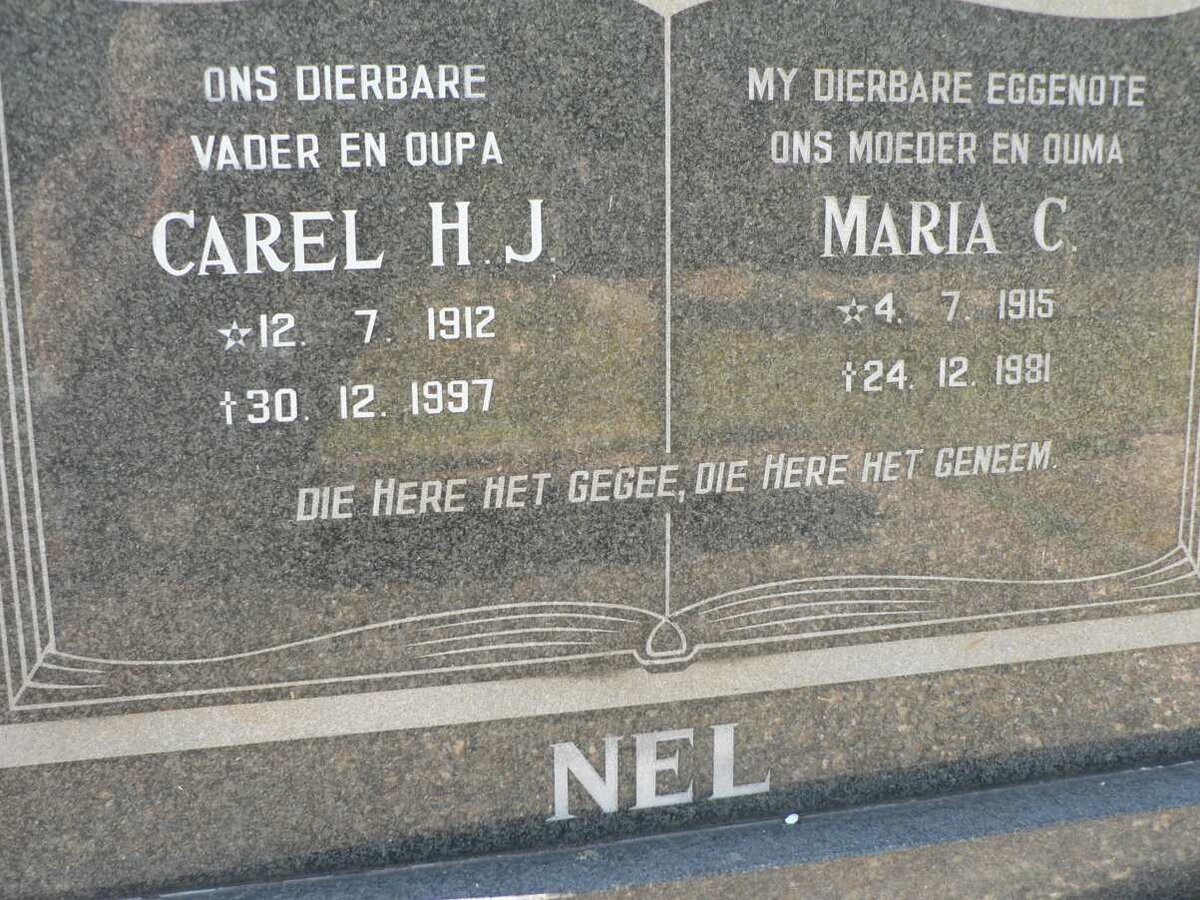 ONS DIERBARE
VADER EN OUPA
CAREL H. J.
☆12. 7. 1912
†30. 12. 1997
MY DIERBARE EGGENOTE
ONS MOEDER EN OUMA
MARIA C.
☆4. 7. 1915
†24. 12. 1981
DIE HERE HET GEGEE, DIE HERE HET GENEEM.
NEL